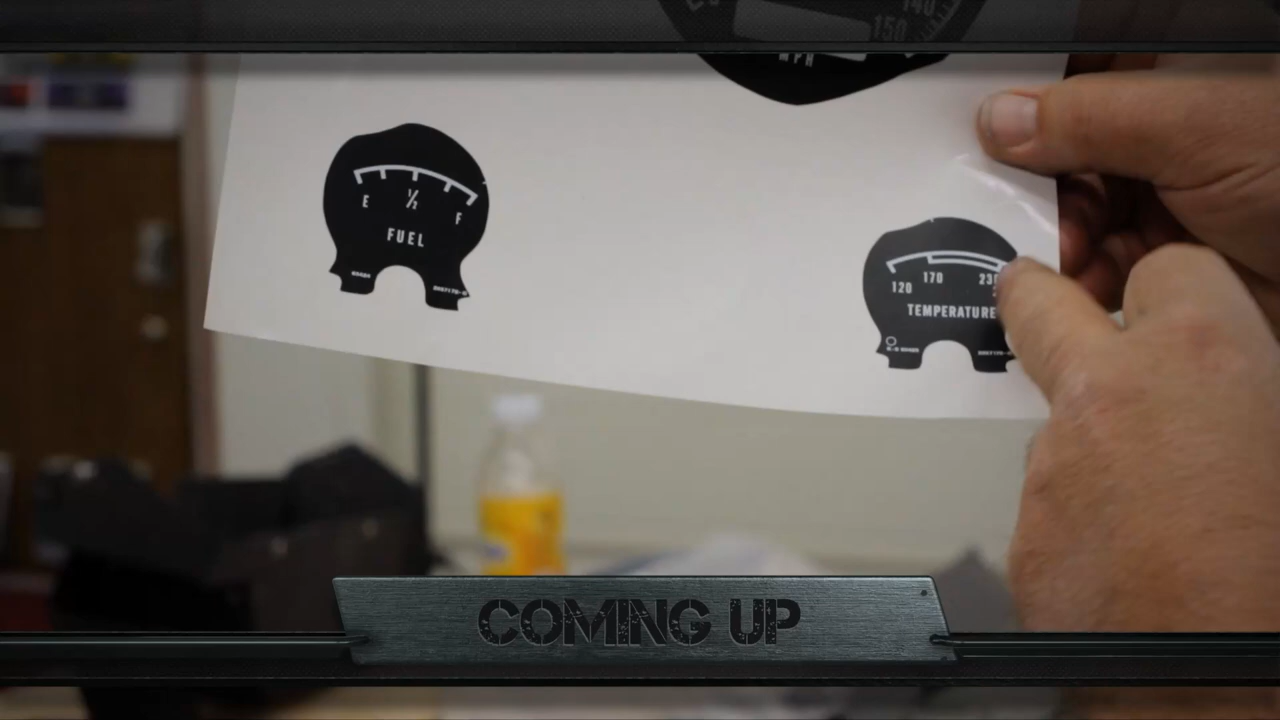 140
150
MPH
E ½ F
FUEL
120 170 230
TEMPERATURE
COMING UP